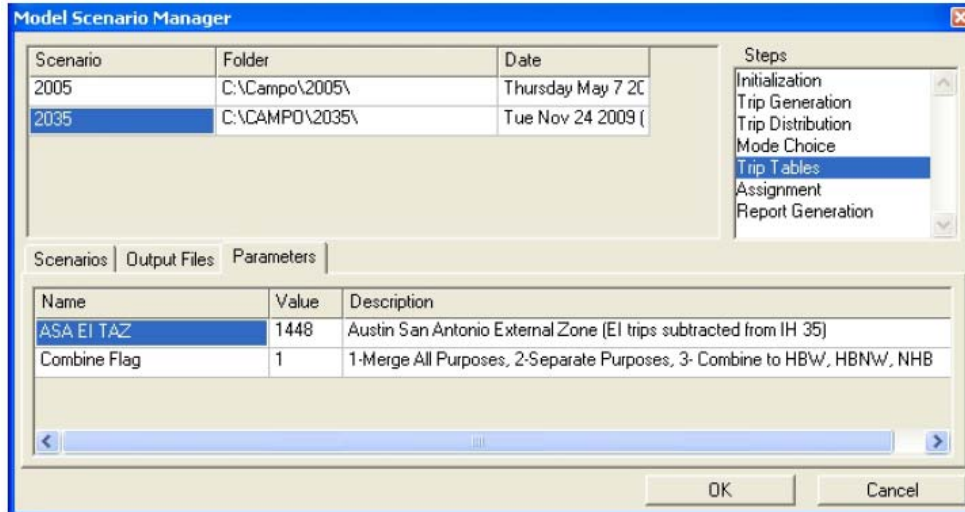 Model Scenario Manager
Scenario Folder Date
2005 C:\Campo\2005\ Thursday May 7 20
2035 C:\CAMPO\2035\ Tue Nov 24 2009 (
Steps
Initialization
Trip Generation
Trip Distribution
Mode Choice
Trip Tables
Assignment
Report Generation
Scenarios Output Files Parameters
Name Value Description
ASA EI TAZ 1448 Austin San Antonio External Zone (EI trips subtracted from IH 35)
Combine Flag 1 1-Merge All Purposes, 2-Separate Purposes, 3- Combine to HBW, HBNW, NHB
OK Cancel